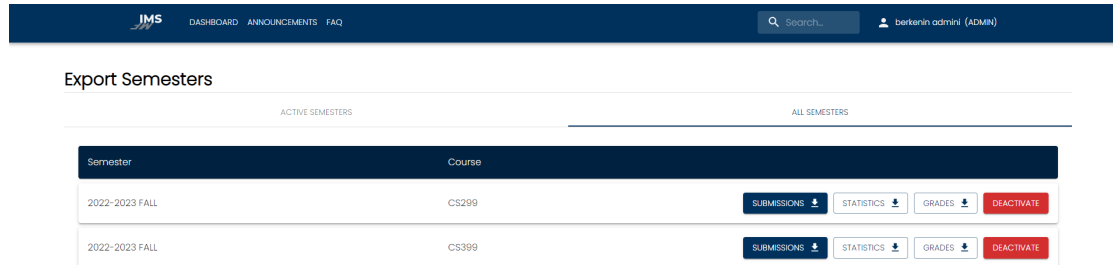 IMS DASHBOARD ANNOUNCEMENTS FAQ Search... berkenin admini (ADMIN)
Export Semesters
ACTIVE SEMESTERS ALL SEMESTERS
Semester Course
2022-2023 FALL CS299 SUBMISSIONS STATISTICS GRADES DEACTIVATE
2022-2023 FALL CS399 SUBMISSIONS STATISTICS GRADES DEACTIVATE